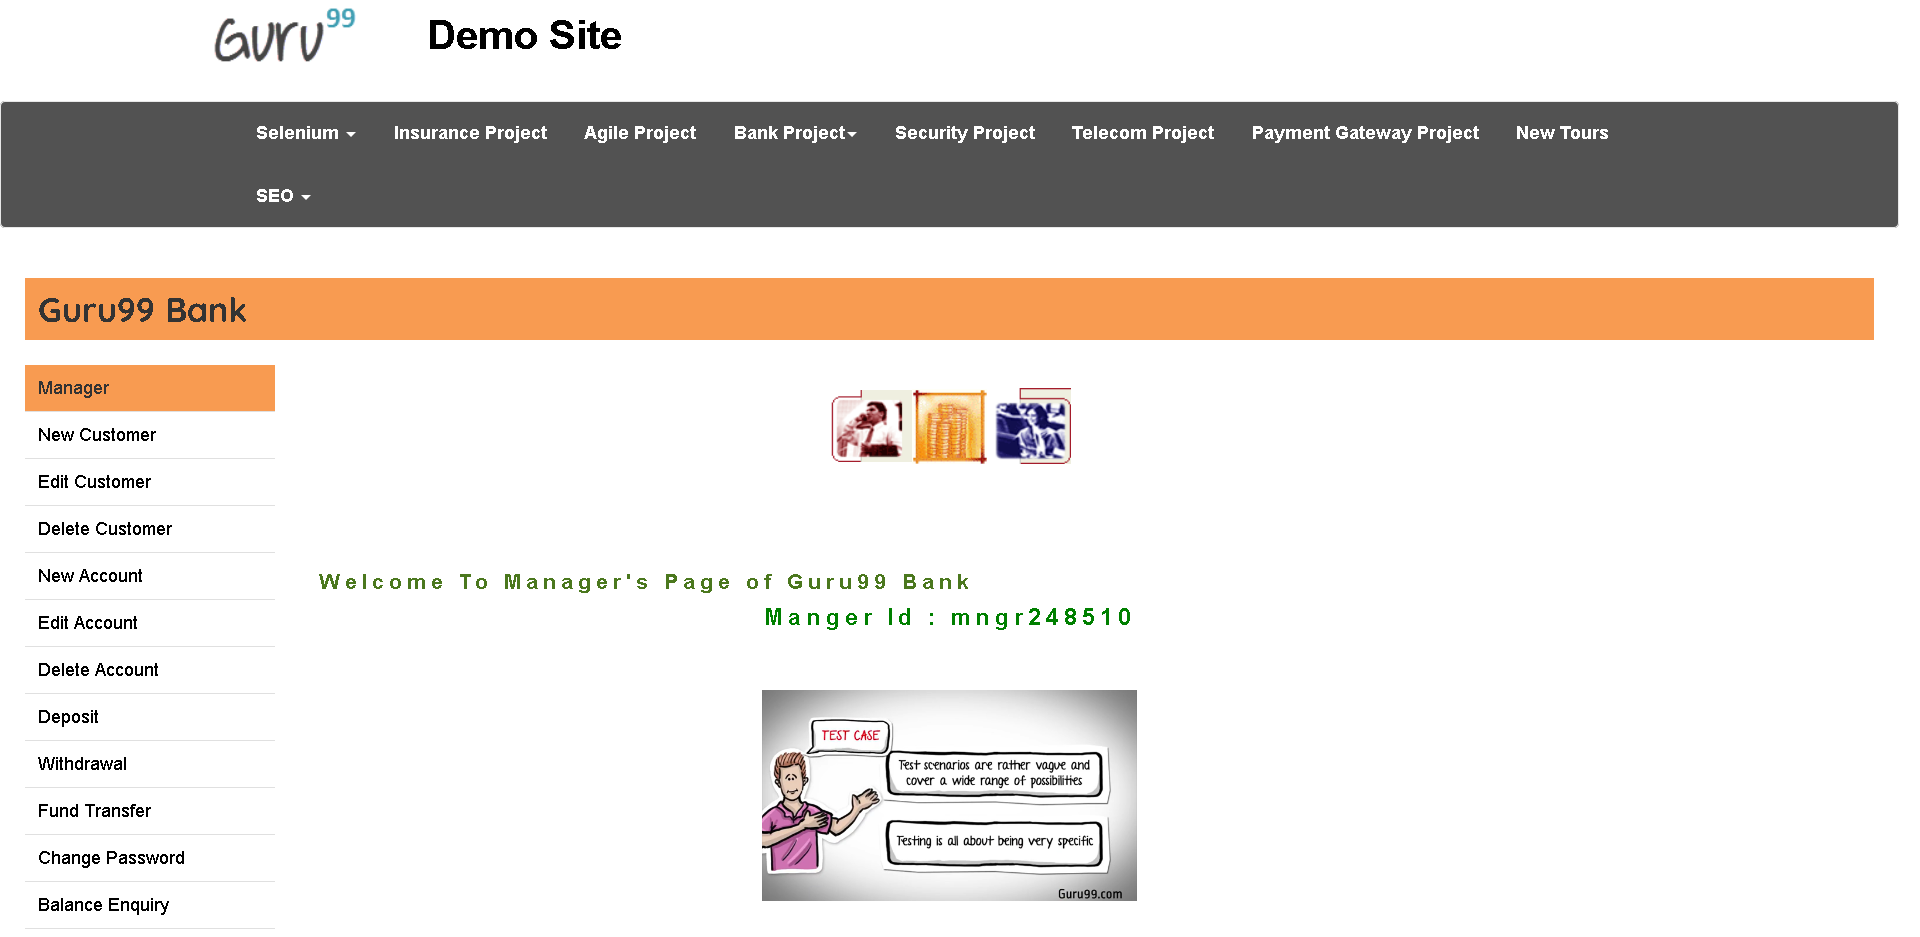 Guru99
Demo Site
Selenium
Insurance Project
Agile Project
Bank Project
Security Project
Telecom Project
Payment Gateway Project
New Tours
SEO
Guru99 Bank
Manager
New Customer
Edit Customer
Delete Customer
New Account
Edit Account
Delete Account
Deposit
Withdrawal
Fund Transfer
Change Password
Balance Enquiry
Welcome To Manager's Page of Guru99 Bank
Manger Id : mngr248510
TEST CASE
Test scenarios are rather vague and
cover a wide range of possibilities
Testing is all about being very specific
Guru99.com